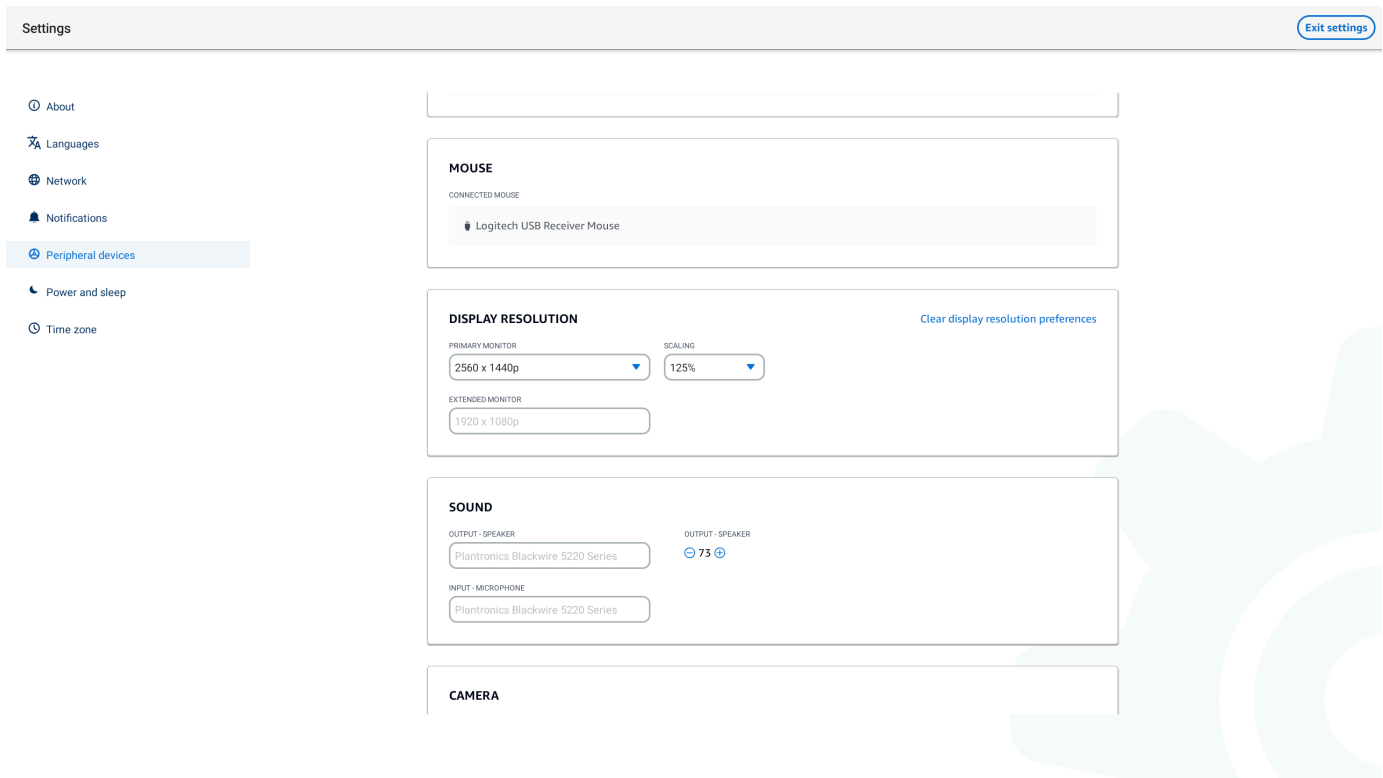 Settings
Exit settings
About
Languages
Network
Notifications
Peripheral devices
Power and sleep
Time zone
MOUSE
CONNECTED MOUSE
Logitech USB Receiver Mouse
DISPLAY RESOLUTION
Clear display resolution preferences
PRIMARY MONITOR
SCALING
2560 x 1440p
125%
EXTENDED MONITOR
1920 x 1080p
SOUND
OUTPUT - SPEAKER
OUTPUT - SPEAKER
Plantronics Blackwire 5220 Series
73
INPUT - MICROPHONE
Plantronics Blackwire 5220 Series
CAMERA